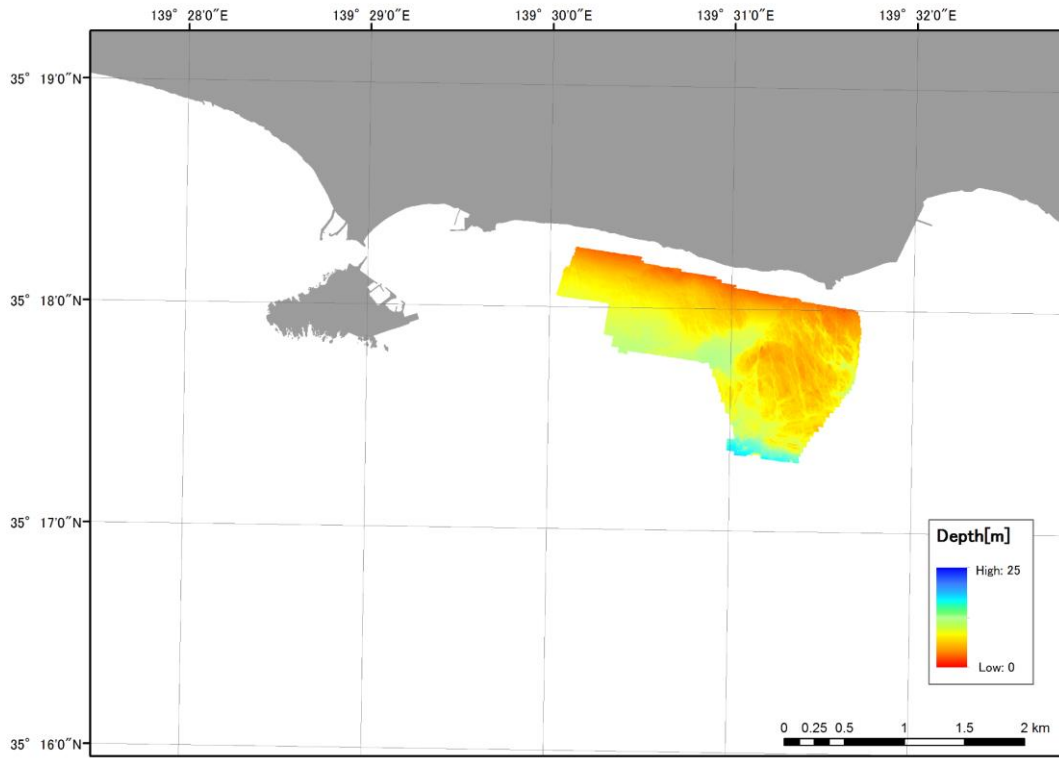 139° 28'0"E 139° 29'0"E 139° 30'0"E 139° 31'0"E 139° 32'0"E
35° 19'0"N
35° 18'0"N
35° 17'0"N
35° 16'0"N
Depth[m]
High: 25
Low: 0
0 0.25 0.5 1 1.5 2 km